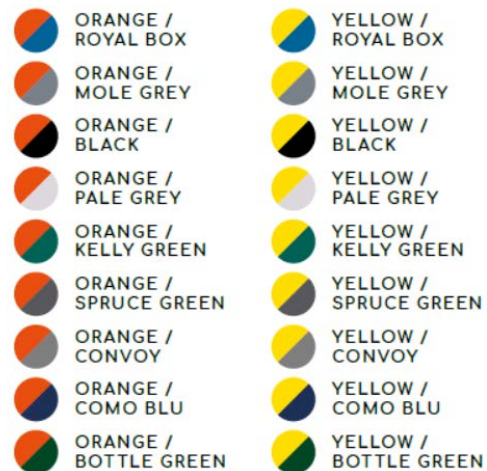 ORANGE /
ROYAL BOX
YELLOW /
ROYAL BOX
ORANGE /
MOLE GREY
YELLOW /
MOLE GREY
ORANGE /
BLACK
YELLOW /
BLACK
ORANGE /
PALE GREY
YELLOW /
PALE GREY
ORANGE /
KELLY GREEN
YELLOW /
KELLY GREEN
ORANGE /
SPRUCE GREEN
YELLOW /
SPRUCE GREEN
ORANGE /
CONVOY
YELLOW /
CONVOY
ORANGE /
COMO BLU
YELLOW /
COMO BLU
ORANGE /
BOTTLE GREEN
YELLOW /
BOTTLE GREEN